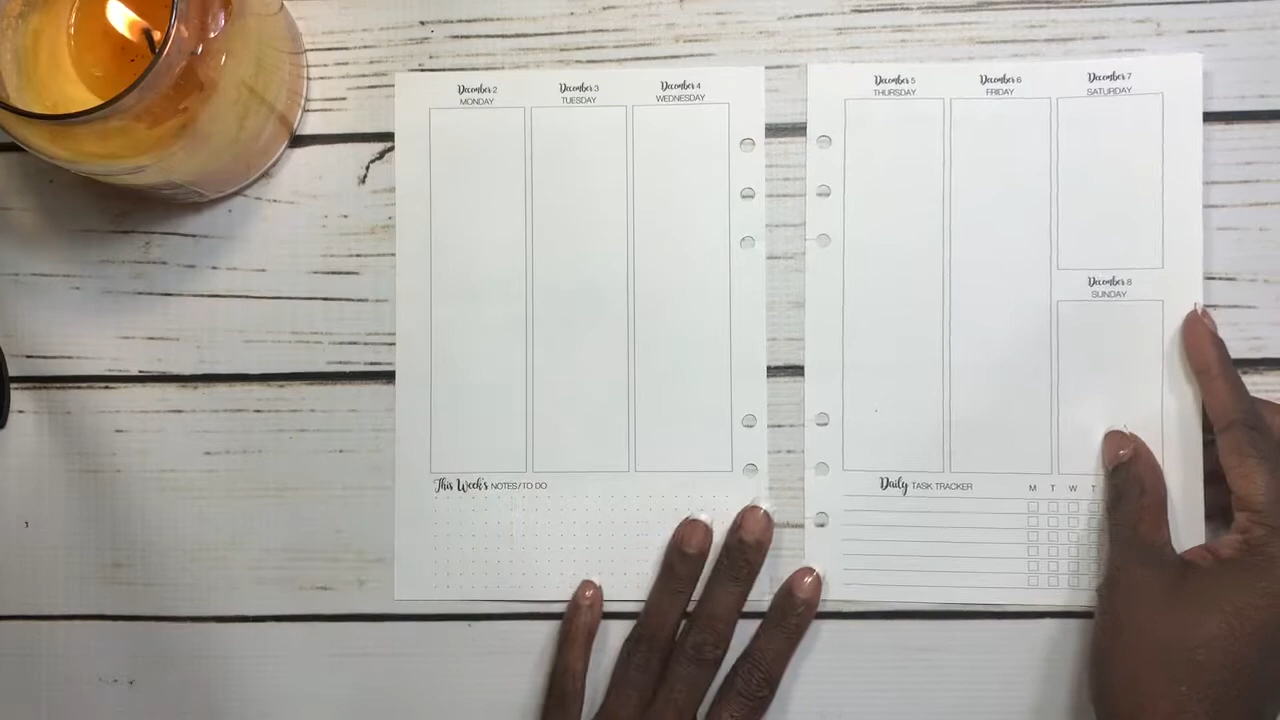 December 2
MONDAY
December 3
TUESDAY
December 4
WEDNESDAY
This Week's NOTES/TO DO
December 5
THURSDAY
December 6
FRIDAY
December 7
SATURDAY
December 8
SUNDAY
Daily TASK TRACKER
M T W T